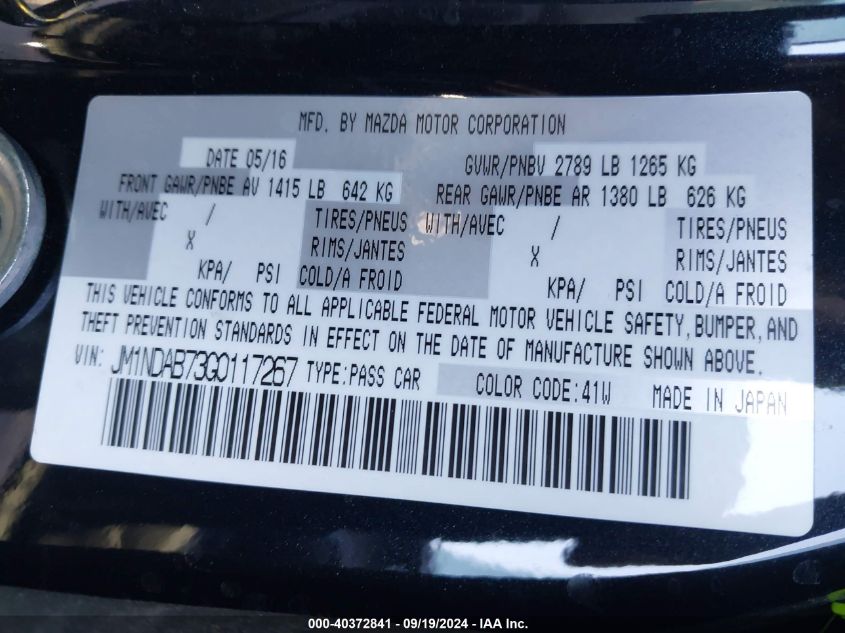 MFD. BY MAZDA MOTOR CORPORATION
DATE 05/16 GVWR/PNBV 2789 LB 1265 KG
FRONT GAWR/PNBE AV 1415 LB 642 KG REAR GAWR/PNBE AR 1380 LB 626 KG
WITH/AVEC / TIRES/PNEUS WITH/AVEC / TIRES/PNEUS
X RIMS/JANTES X RIMS/JANTES
KPA/ PSI COLD/A FROID KPA/ PSI COLD/A FROID
THIS VEHICLE CONFORMS TO ALL APPLICABLE FEDERAL MOTOR VEHICLE SAFETY, BUMPER, AND
THEFT PREVENTION STANDARDS IN EFFECT ON THE DATE OF MANUFACTURE SHOWN ABOVE.
VIN: JM1NDAB73G0117267 TYPE:PASS CAR COLOR CODE:41W MADE IN JAPAN
000-40372841 - 09/19/2024 - IAA Inc.